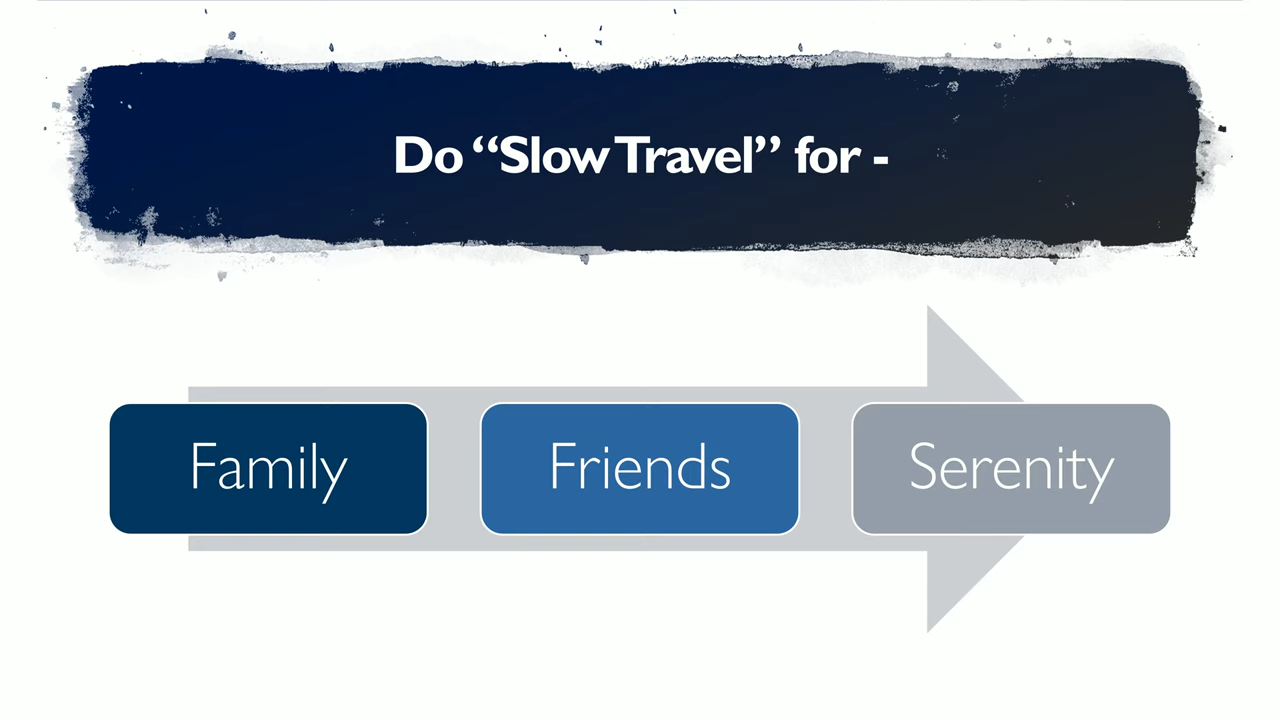 Do “Slow Travel” for -
Family
Friends
Serenity